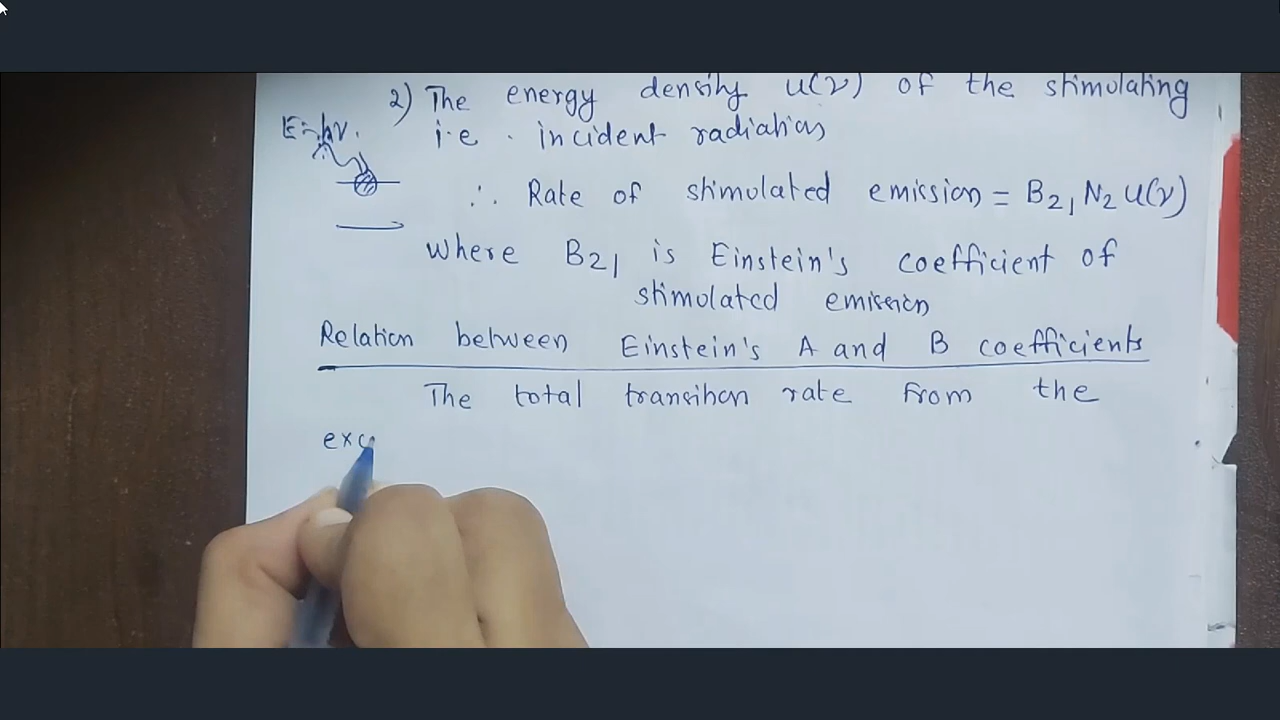 2) The energy density u(ν) of the stimulating
E=hν.
i.e. incident radiation
∴ Rate of stimulated emission = B₂₁ N₂ u(ν)
Where B₂₁ is Einstein's coefficient of
stimulated emission
Relation between Einstein's A and B coefficients
The total transition rate from the
exc